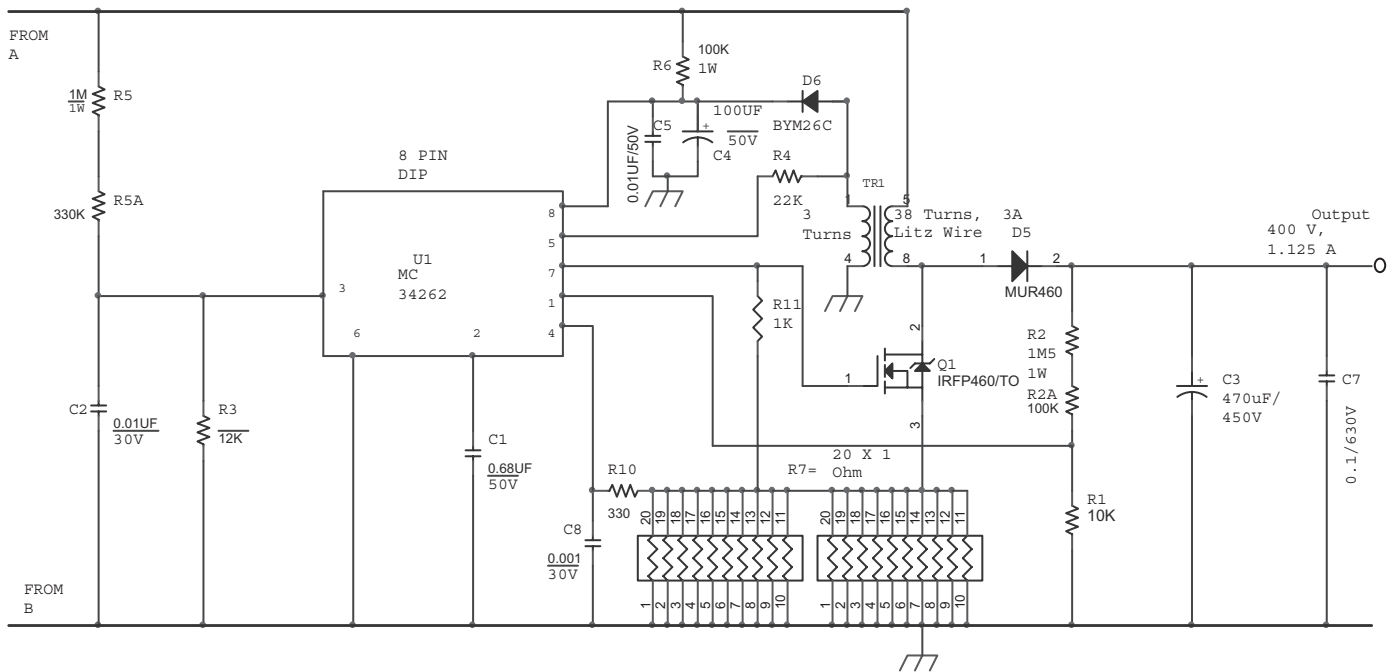 FROM
A
1M
1W
R5
R5A
330K
8 PIN
DIP
R6
100K
1W
D6
BYM26C
C5
0.01UF/50V
100UF
+
50V
C4
R4
22K
TR1
1
5
3
Turns
38 Turns,
Litz Wire
4
8
3A
D5
1
2
MUR460
Output
400 V,
1.125 A
U1
MC
34262
3
6
2
8
5
7
1
4
R11
1K
2
1
Q1
IRFP460/TO
3
R2
1M5
1W
R2A
100K
C3
+
470uF/
450V
C7
0.1/630V
C2
0.01UF
30V
R3
12K
C1
0.68UF
50V
R10
330
C8
0.001
30V
R7=
20 X 1
Ohm
R1
10K
20 19 18 17 16 15 14 13 12 11
1 2 3 4 5 6 7 8 9 10
20 19 18 17 16 15 14 13 12 11
1 2 3 4 5 6 7 8 9 10
FROM
B